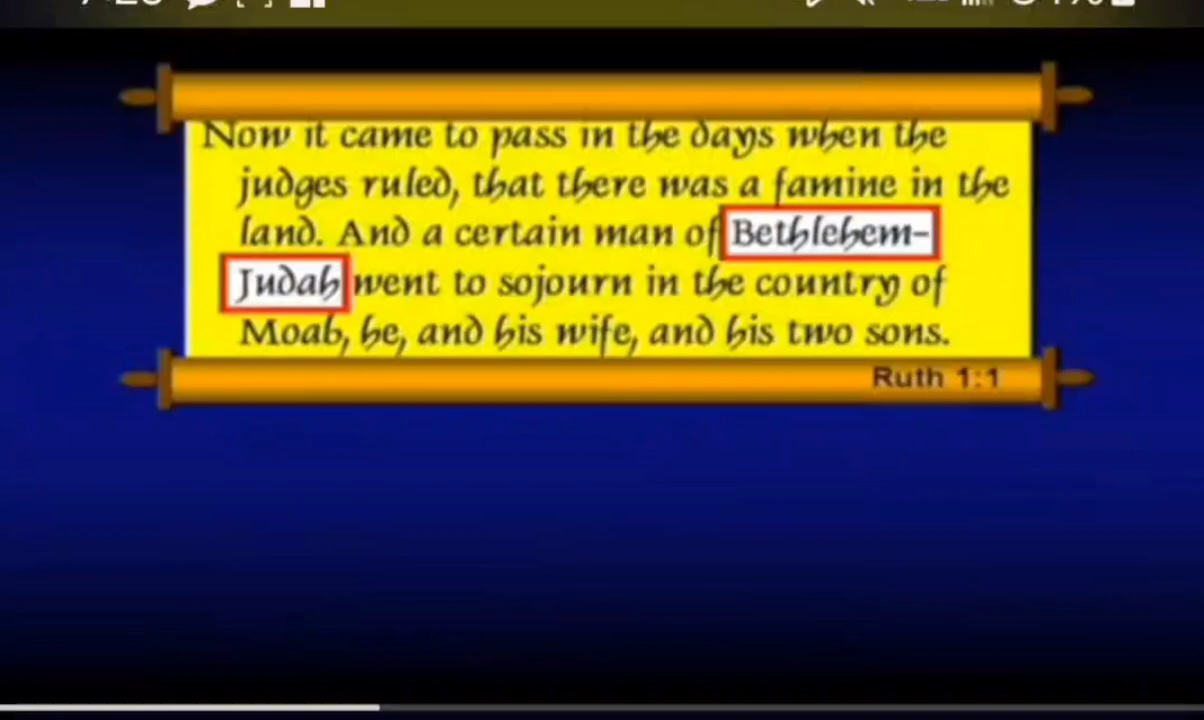 Now it came to pass in the days when the
judges ruled, that there was a famine in the
land. And a certain man of Bethlehem-
Judah went to sojourn in the country of
Moab, he, and his wife, and his two sons.
Ruth 1:1